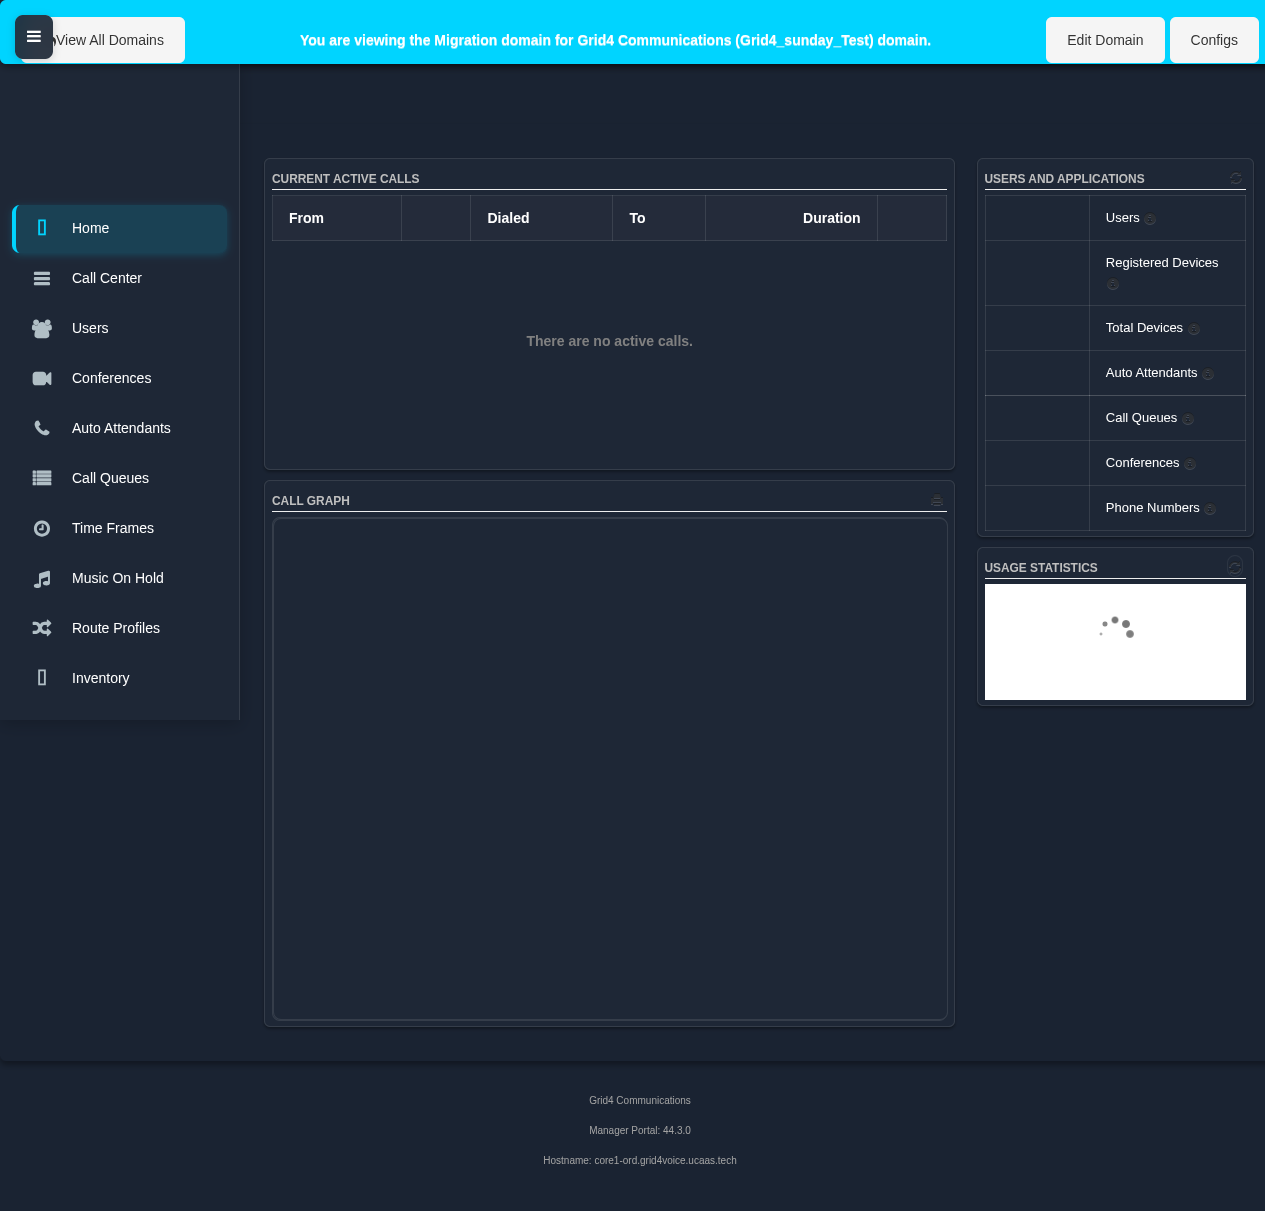 View All Domains
You are viewing the Migration domain for Grid4 Communications (Grid4_sunday_Test) domain.
Edit Domain
Configs
Home
Call Center
Users
Conferences
Auto Attendants
Call Queues
Time Frames
Music On Hold
Route Profiles
Inventory
CURRENT ACTIVE CALLS
From
Dialed
To
Duration
There are no active calls.
CALL GRAPH
USERS AND APPLICATIONS
Users
Registered Devices
Total Devices
Auto Attendants
Call Queues
Conferences
Phone Numbers
USAGE STATISTICS
Grid4 Communications
Manager Portal: 44.3.0
Hostname: core1-ord.grid4voice.ucaas.tech